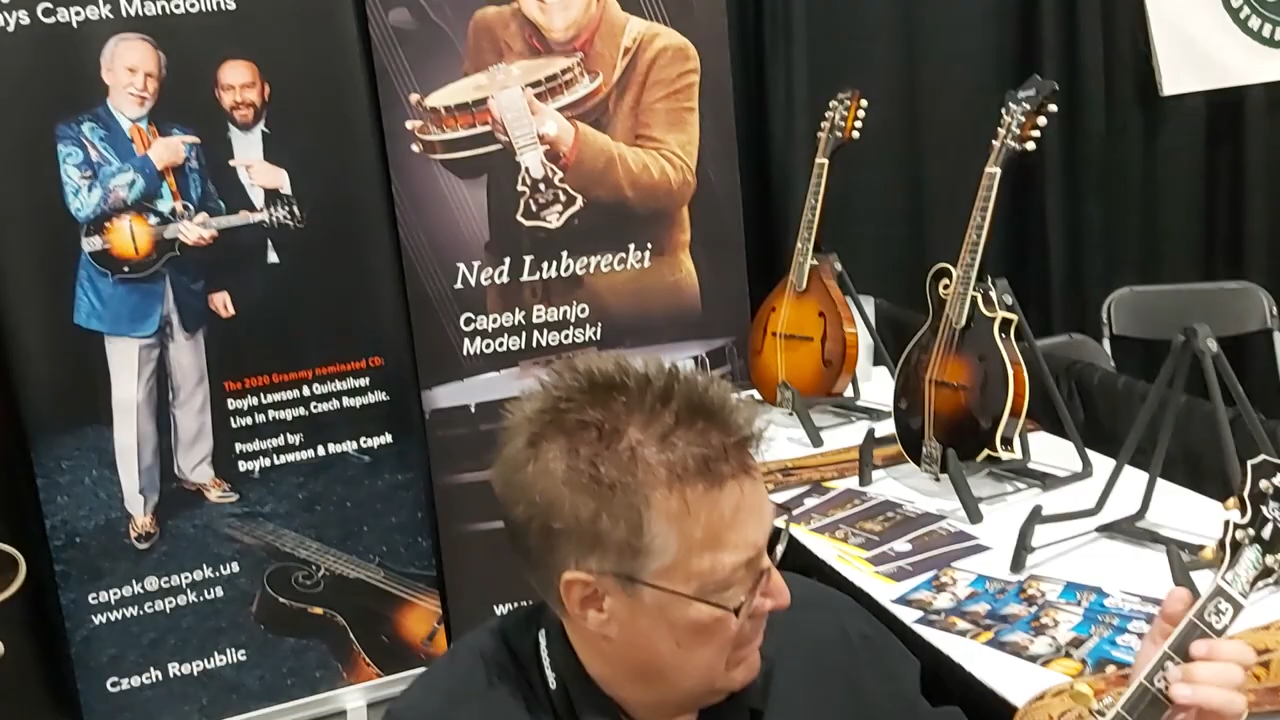 ays Capek Mandolins
The 2020 Grammy nominated CD:
Doyle Lawson & Quicksilver
Live in Prague, Czech Republic.
Produced by:
Doyle Lawson & Rosta Capek
capek@capek.us
www.capek.us
Czech Republic
Ned Luberecki
Capek Banjo
Model Nedski